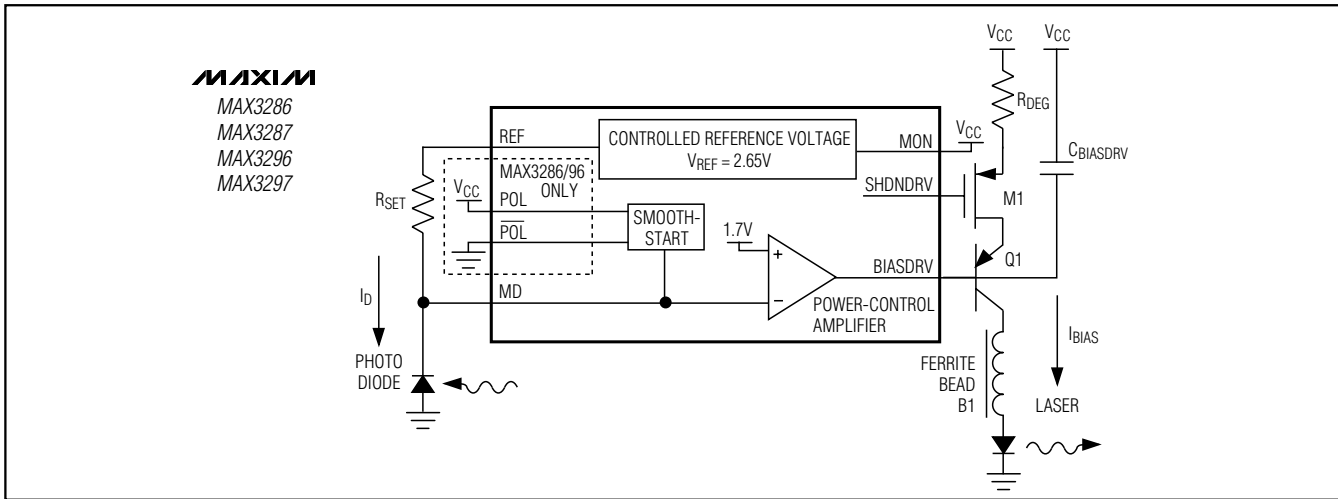 MAXIM
MAX3286
MAX3287
MAX3296
MAX3297
VCC
VCC
RDEG
CBIASDRV
REF
CONTROLLED REFERENCE VOLTAGE
VREF = 2.65V
MON
VCC
MAX3286/96
ONLY
VCC
POL
POL
SMOOTH-
START
SHDNDRV
M1
RSET
1.7V
+
−
BIASDRV
Q1
ID
MD
POWER-CONTROL
AMPLIFIER
IBIAS
PHOTO
DIODE
FERRITE
BEAD
B1
LASER